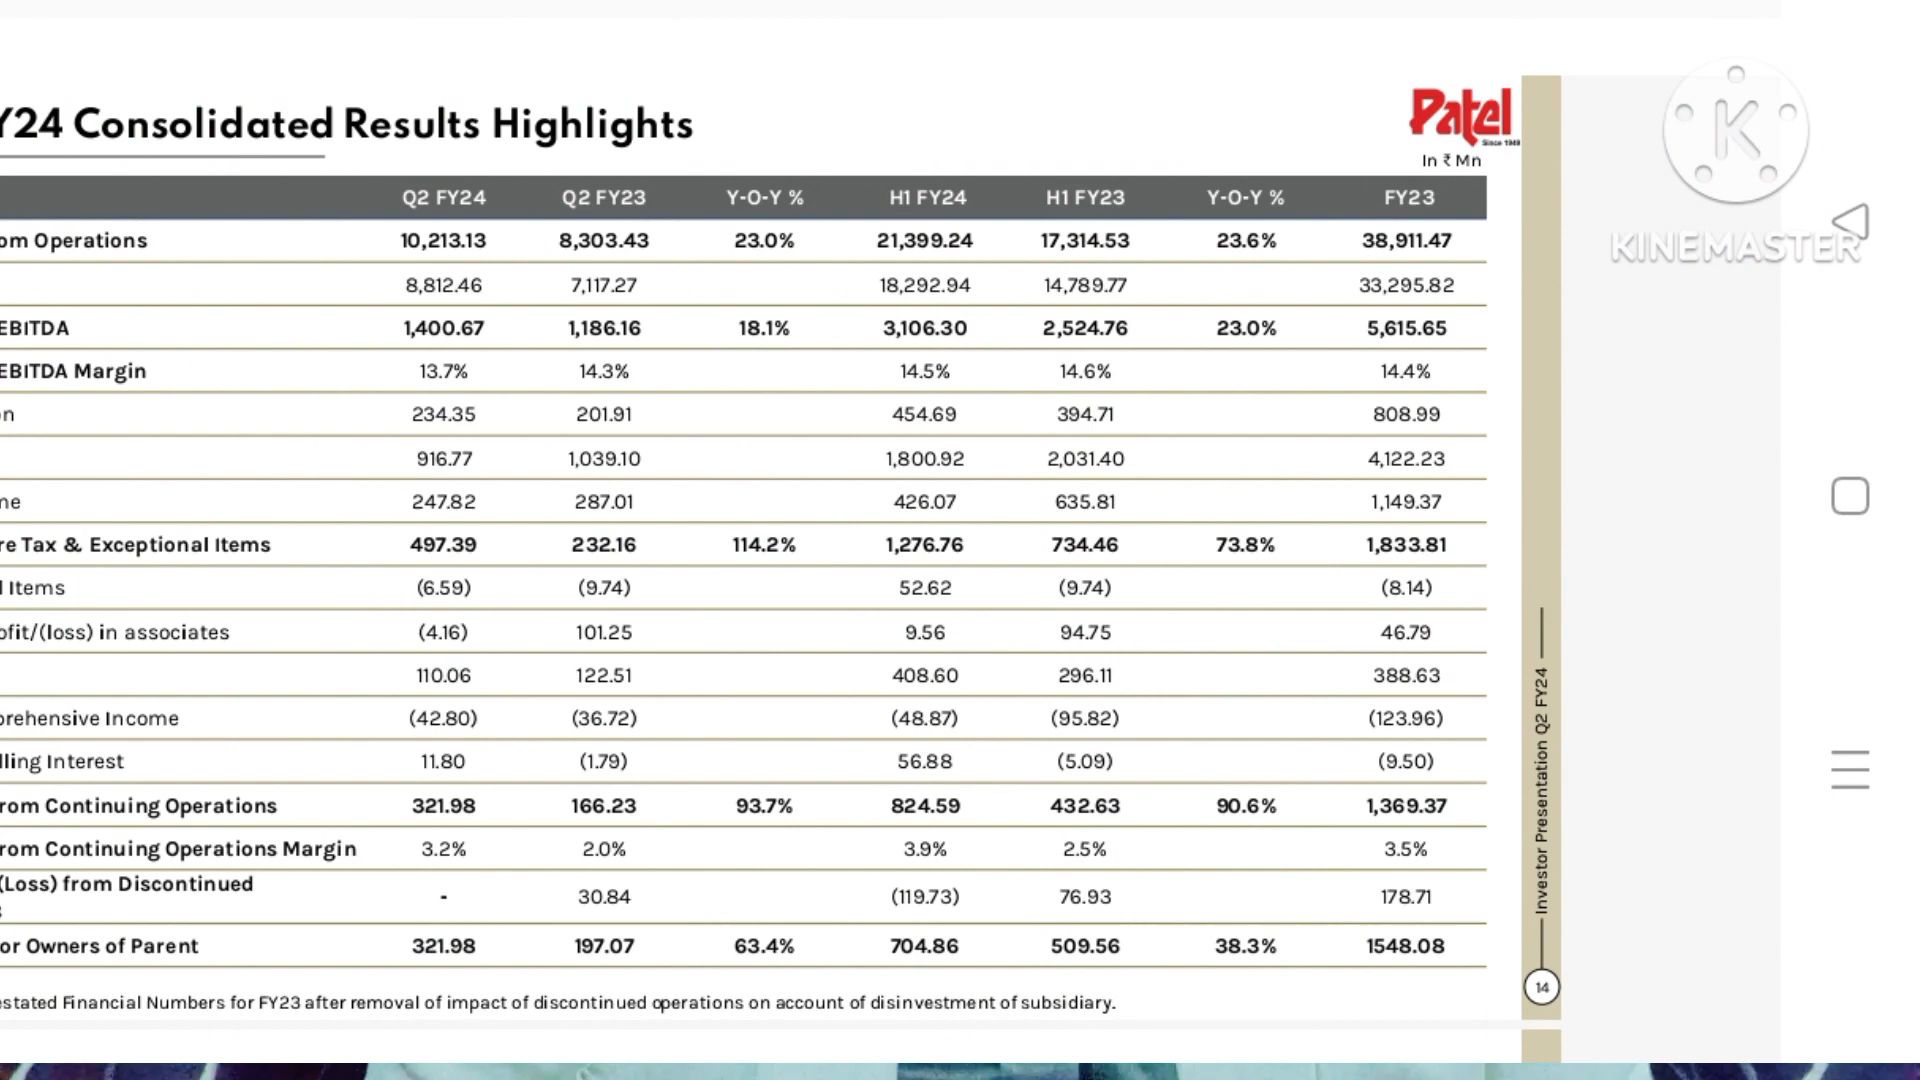 Y24 Consolidated Results Highlights
Patel
Since 1949
In ₹ Mn
K
KINEMASTER
Q2 FY24 Q2 FY23 Y-O-Y % H1 FY24 H1 FY23 Y-O-Y % FY23
om Operations 10,213.13 8,303.43 23.0% 21,399.24 17,314.53 23.6% 38,911.47
8,812.46 7,117.27 18,292.94 14,789.77 33,295.82
EBITDA 1,400.67 1,186.16 18.1% 3,106.30 2,524.76 23.0% 5,615.65
EBITDA Margin 13.7% 14.3% 14.5% 14.6% 14.4%
on 234.35 201.91 454.69 394.71 808.99
916.77 1,039.10 1,800.92 2,031.40 4,122.23
me 247.82 287.01 426.07 635.81 1,149.37
re Tax & Exceptional Items 497.39 232.16 114.2% 1,276.76 734.46 73.8% 1,833.81
l Items (6.59) (9.74) 52.62 (9.74) (8.14)
ofit/(loss) in associates (4.16) 101.25 9.56 94.75 46.79
110.06 122.51 408.60 296.11 388.63
prehensive Income (42.80) (36.72) (48.87) (95.82) (123.96)
lling Interest 11.80 (1.79) 56.88 (5.09) (9.50)
rom Continuing Operations 321.98 166.23 93.7% 824.59 432.63 90.6% 1,369.37
rom Continuing Operations Margin 3.2% 2.0% 3.9% 2.5% 3.5%
(Loss) from Discontinued
s - 30.84 (119.73) 76.93 178.71
or Owners of Parent 321.98 197.07 63.4% 704.86 509.56 38.3% 1548.08
estated Financial Numbers for FY23 after removal of impact of discontinued operations on account of disinvestment of subsidiary.
Investor Presentation Q2 FY24
14